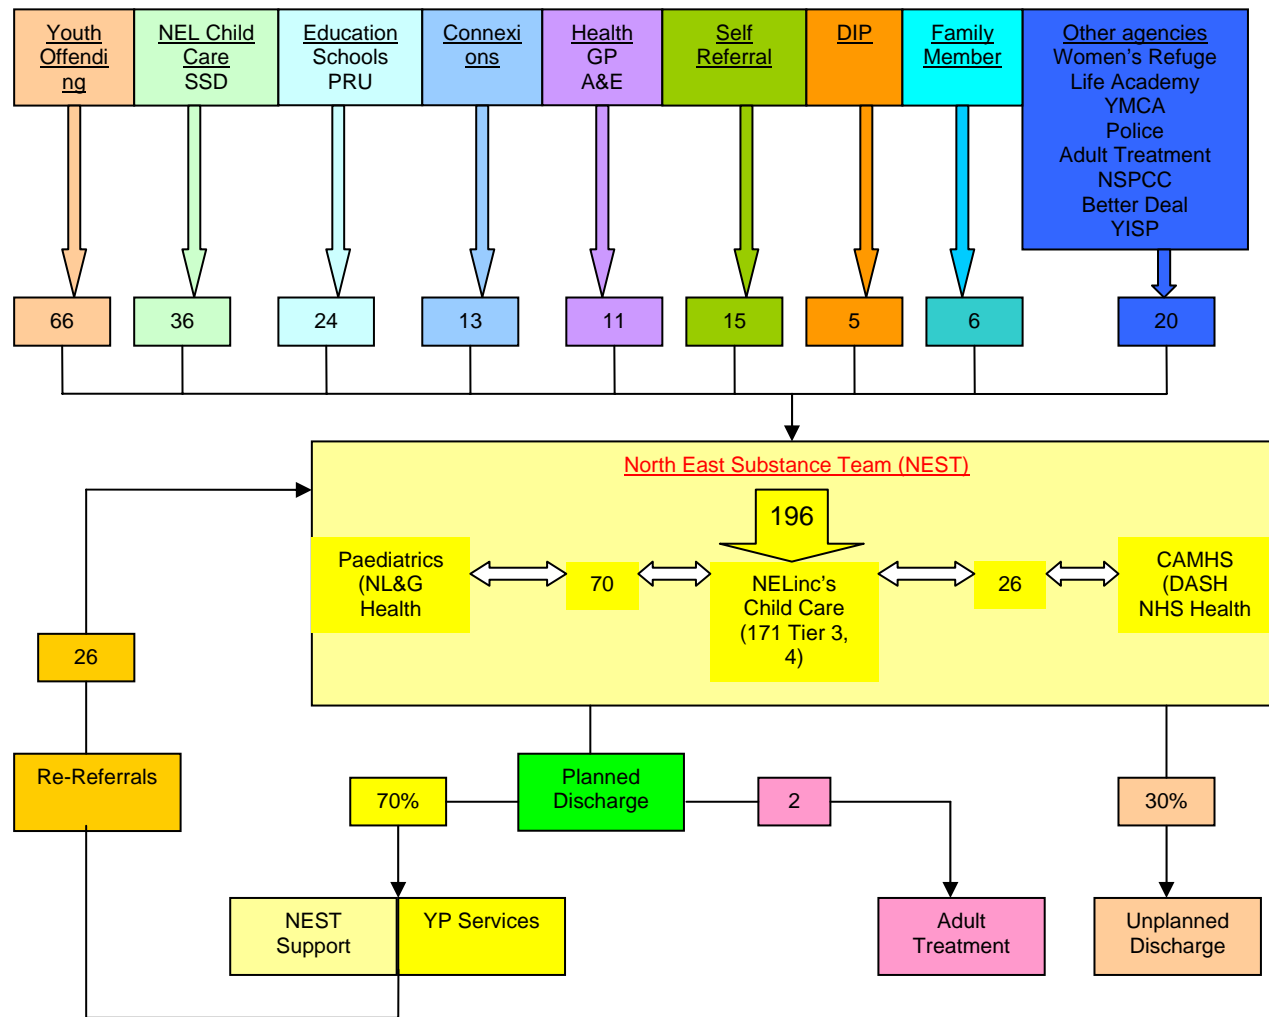 Youth
Offendi
ng
NEL Child
Care
SSD
Education
Schools
PRU
Connexi
ons
Health
GP
A&E
Self
Referral
DIP
Family
Member
Other agencies
Women's Refuge
Life Academy
YMCA
Police
Adult Treatment
NSPCC
Better Deal
YISP
66
36
24
13
11
15
5
6
20
North East Substance Team (NEST)
196
Paediatrics
(NL&G
Health
70
NELinc's
Child Care
(171 Tier 3,
4)
26
CAMHS
(DASH
NHS Health
26
Re-Referrals
Planned
Discharge
70%
2
30%
NEST
Support
YP Services
Adult
Treatment
Unplanned
Discharge